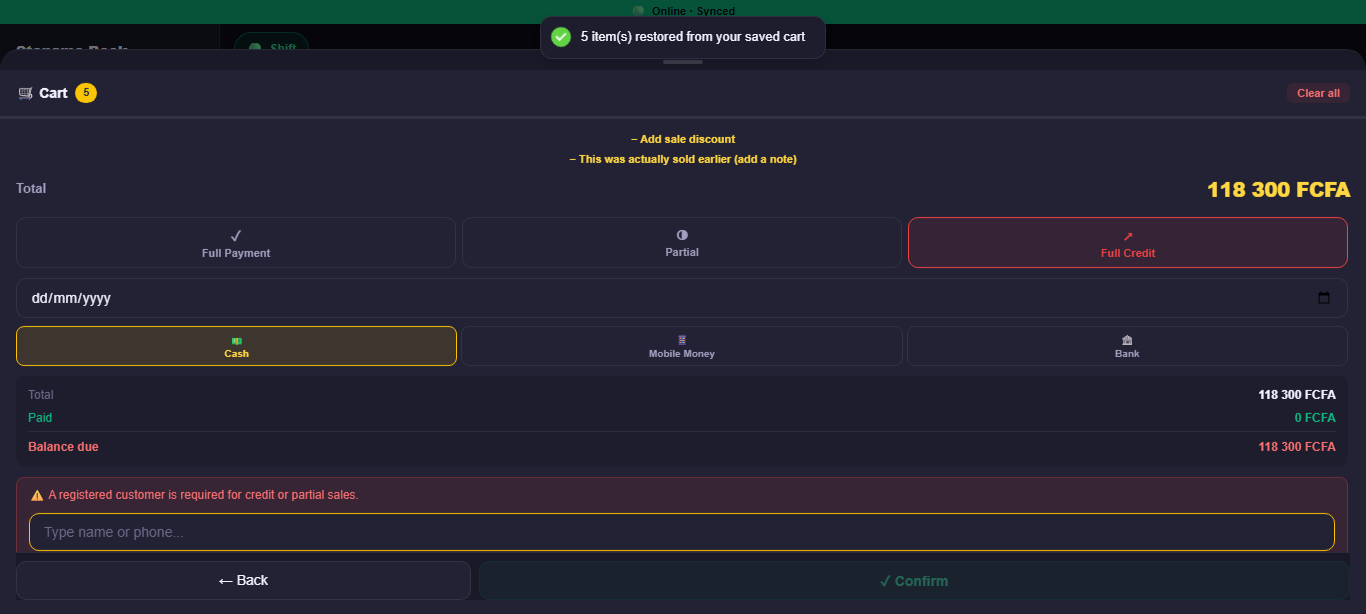 Online · Synced
Shift
5 item(s) restored from your saved cart
Cart 5
Clear all
– Add sale discount
– This was actually sold earlier (add a note)
Total 118 300 FCFA
✓ Full Payment
Partial
↗ Full Credit
dd/mm/yyyy
Cash
Mobile Money
Bank
Total 118 300 FCFA
Paid 0 FCFA
Balance due 118 300 FCFA
⚠ A registered customer is required for credit or partial sales.
Type name or phone...
← Back
✓ Confirm